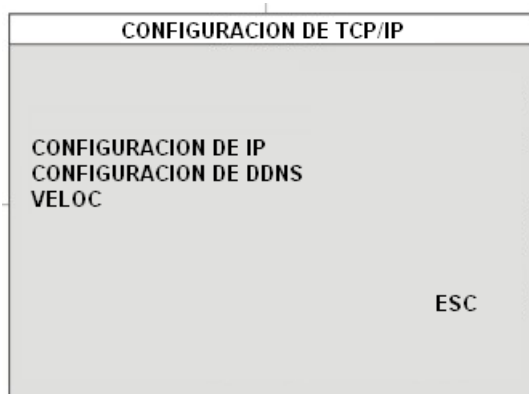 CONFIGURACION DE TCP/IP
CONFIGURACION DE IP
CONFIGURACION DE DDNS
VELOC
ESC